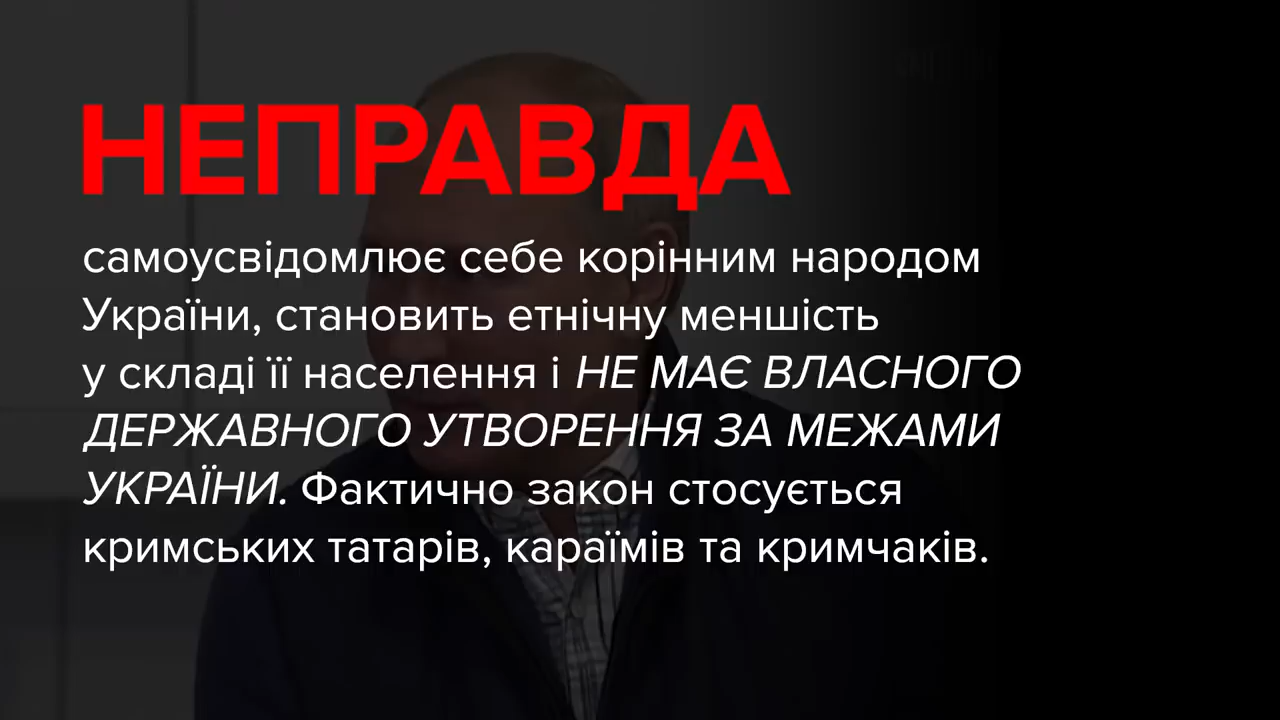 НЕПРАВДА
самоусвідомлює себе корінним народом
України, становить етнічну меншість
у складі її населення і НЕ МАЄ ВЛАСНОГО
ДЕРЖАВНОГО УТВОРЕННЯ ЗА МЕЖАМИ
УКРАЇНИ. Фактично закон стосується
кримських татарів, караїмів та кримчаків.